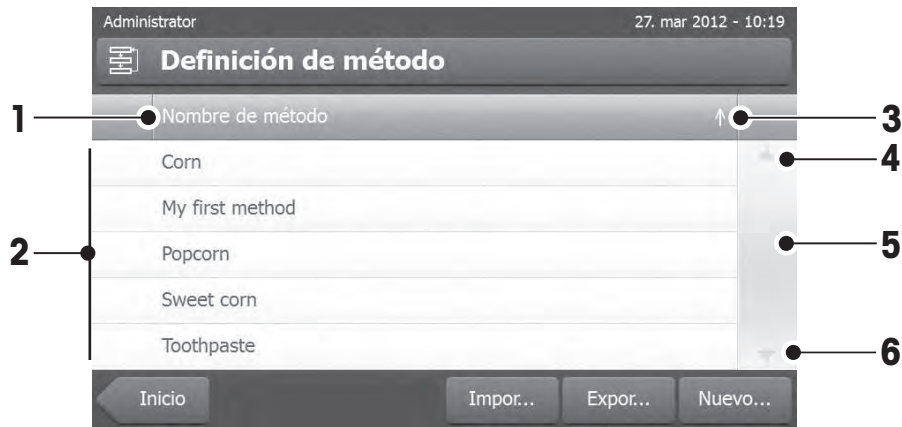 Administrator 27. mar 2012 - 10:19
Definición de método
1 Nombre de método 3
4
Corn
My first method
2 Popcorn 5
Sweet corn
Toothpaste 6
Inicio Impor... Expor... Nuevo...